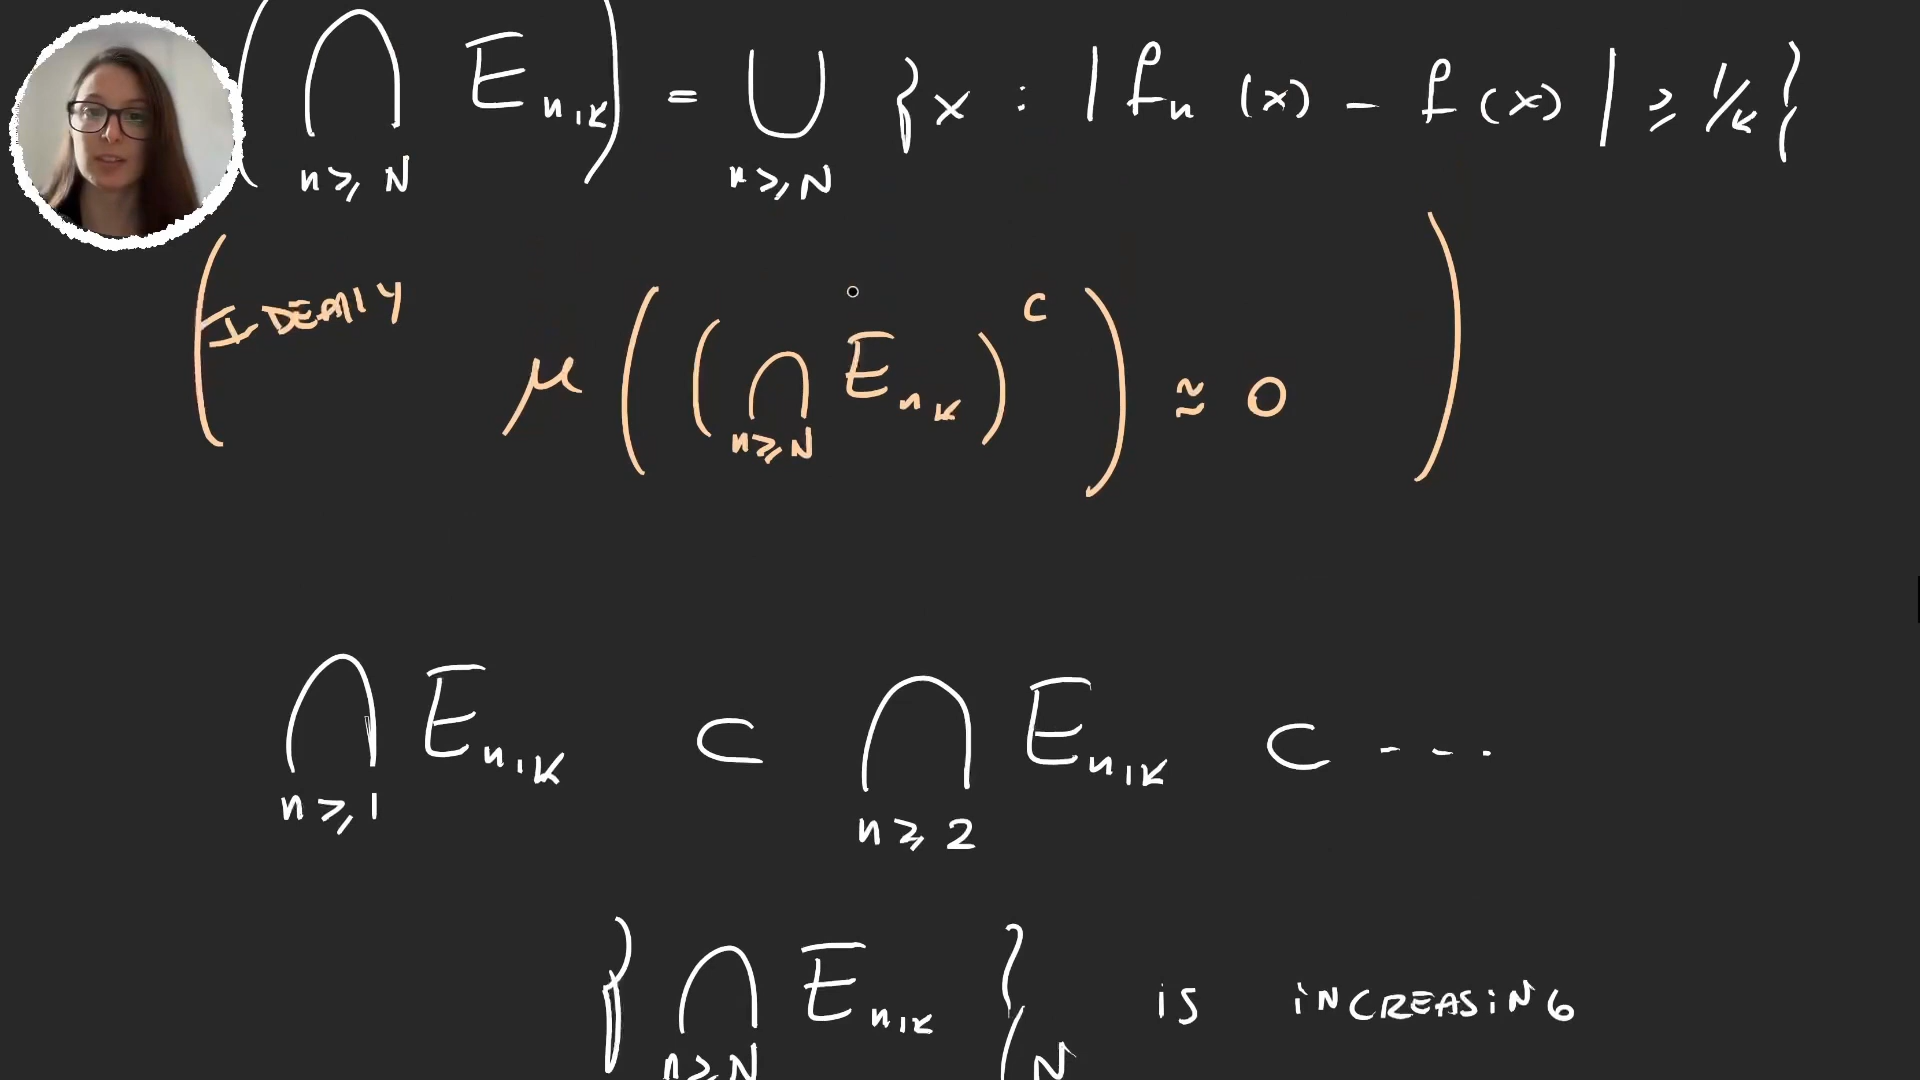 (⋂ E_{n,k}) = ⋃ {x : |f_n (x) - f(x)| ⩾ 1/k}
n⩾N n⩾N
(IDEALLY μ((⋂_{n⩾N} E_{n k})^c) ≈ 0)
⋂_{n⩾1} E_{n,k} ⊂ ⋂_{n⩾2} E_{n,k} ⊂ ----
{⋂_{n⩾N} E_{n,k}}_N is iNCREASiNG